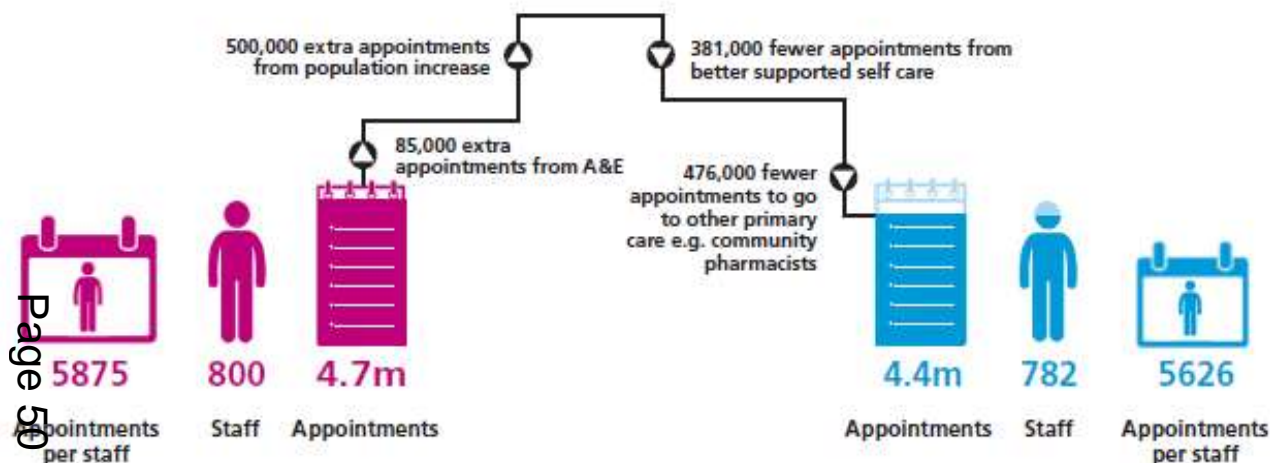 500,000 extra appointments
from population increase
381,000 fewer appointments from
better supported self care
85,000 extra
appointments from A&E
476,000 fewer
appointments to go
to other primary
care e.g. community
pharmacists
5875
800
4.7m
4.4m
782
5626
Appointments
per staff
Staff
Appointments
Appointments
Staff
Appointments
per staff
Page 50